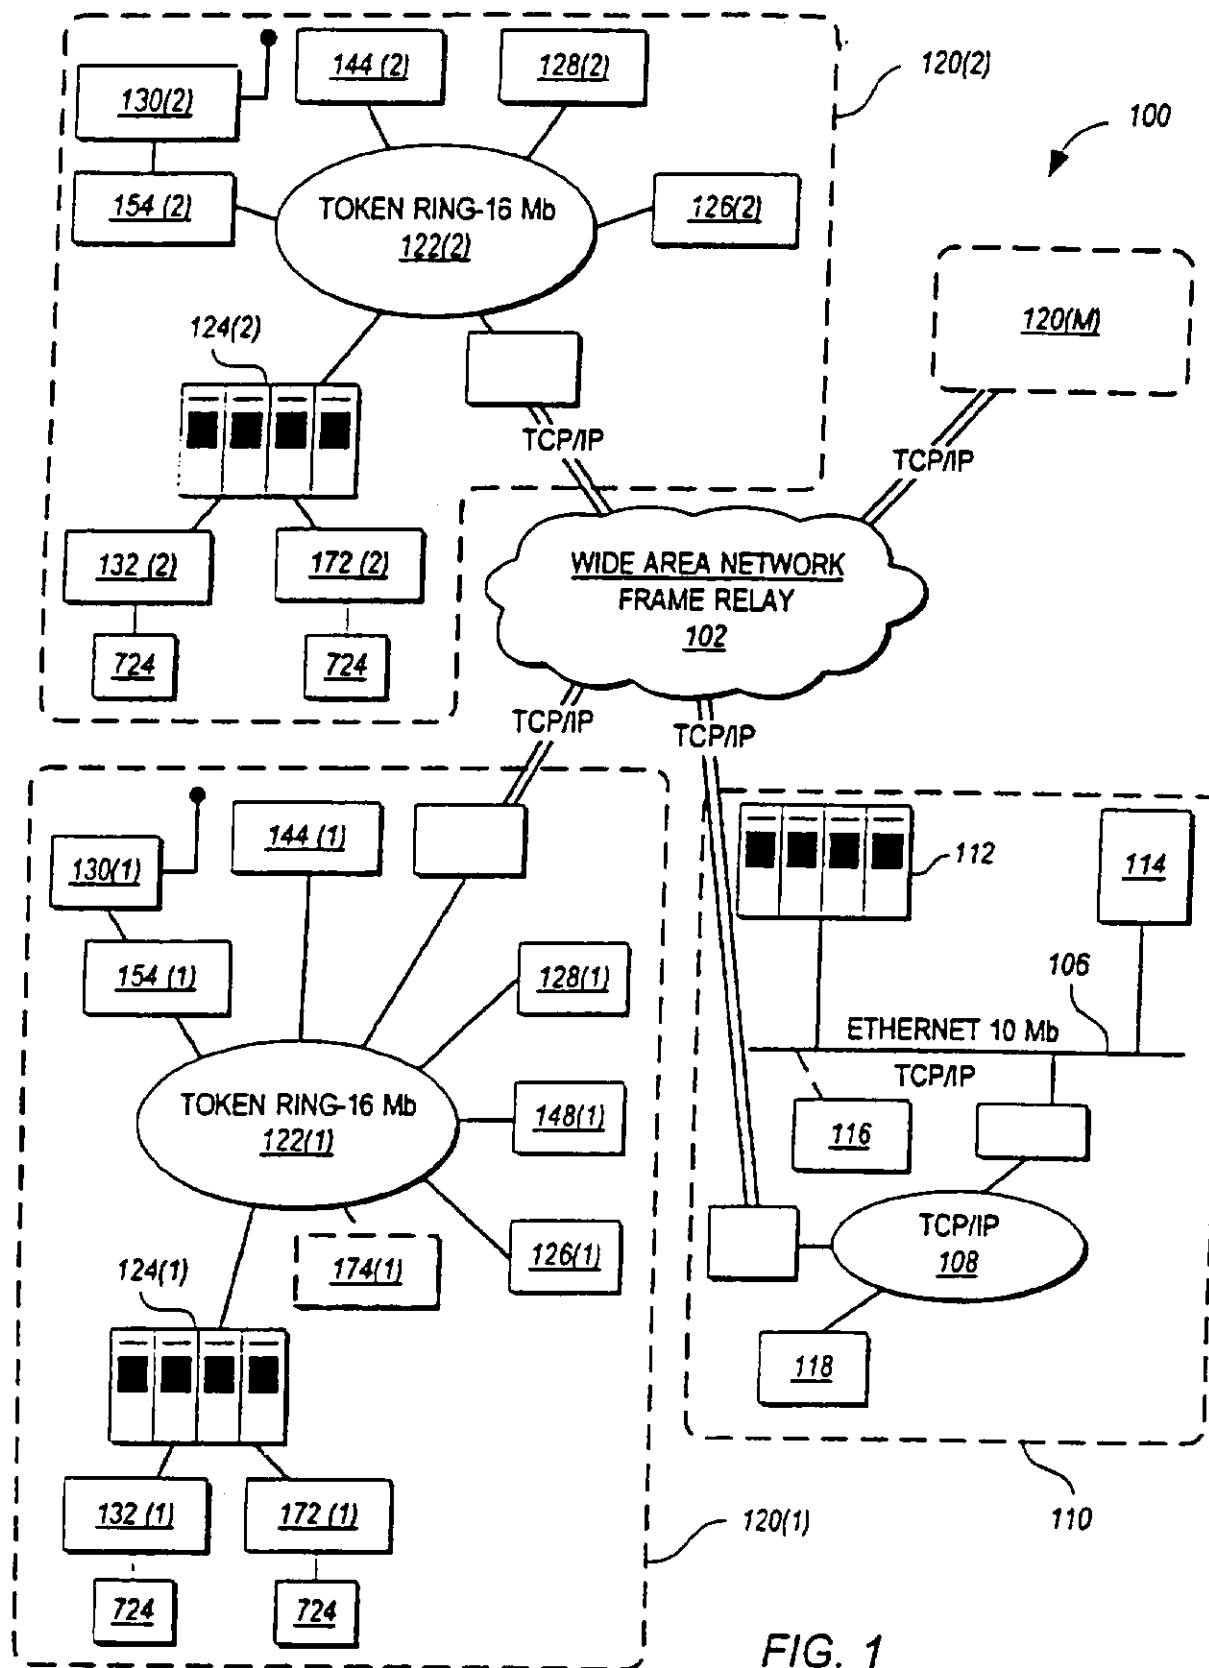 144 (2)
128(2)
120(2)
130(2)
100
154 (2)
TOKEN RING-16 Mb
122(2)
126(2)
120(M)
124(2)
TCP/IP
TCP/IP
132 (2)
172 (2)
WIDE AREA NETWORK
FRAME RELAY
102
724
724
TCP/IP
TCP/IP
144 (1)
130(1)
112
114
154 (1)
128(1)
106
ETHERNET 10 Mb
TCP/IP
TOKEN RING-16 Mb
122(1)
148(1)
116
TCP/IP
108
126(1)
174(1)
124(1)
118
132 (1)
172 (1)
120(1)
110
724
724
FIG. 1